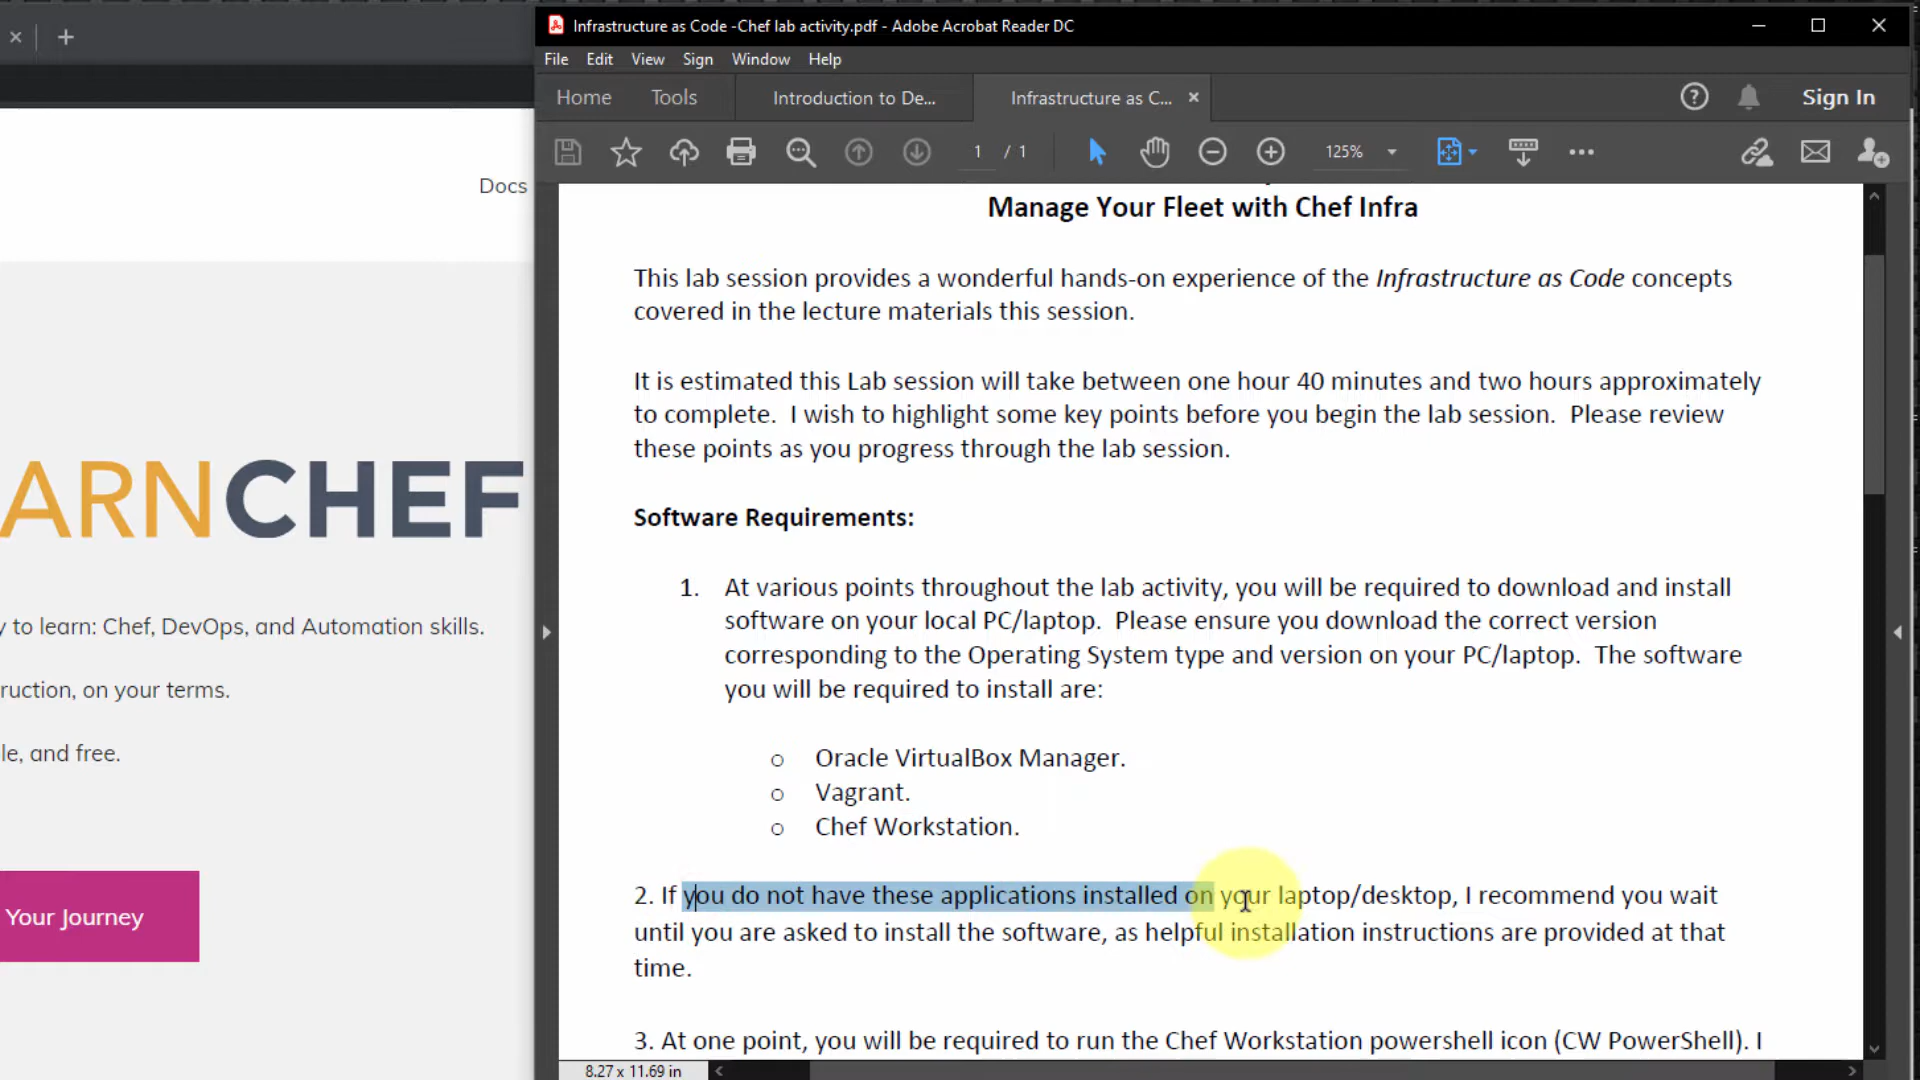 Infrastructure as Code -Chef lab activity.pdf - Adobe Acrobat Reader DC
File Edit View Sign Window Help
Home Tools Introduction to De... Infrastructure as C... Sign In
1 / 1 125%
Docs
ARNCHEF
y to learn: Chef, DevOps, and Automation skills.
ruction, on your terms.
le, and free.
Your Journey
Manage Your Fleet with Chef Infra
This lab session provides a wonderful hands-on experience of the Infrastructure as Code concepts
covered in the lecture materials this session.
It is estimated this Lab session will take between one hour 40 minutes and two hours approximately
to complete. I wish to highlight some key points before you begin the lab session. Please review
these points as you progress through the lab session.
Software Requirements:
1. At various points throughout the lab activity, you will be required to download and install
software on your local PC/laptop. Please ensure you download the correct version
corresponding to the Operating System type and version on your PC/laptop. The software
you will be required to install are:
o Oracle VirtualBox Manager.
o Vagrant.
o Chef Workstation.
2. If you do not have these applications installed on your laptop/desktop, I recommend you wait
until you are asked to install the software, as helpful installation instructions are provided at that
time.
3. At one point, you will be required to run the Chef Workstation powershell icon (CW PowerShell). I
8.27 x 11.69 in